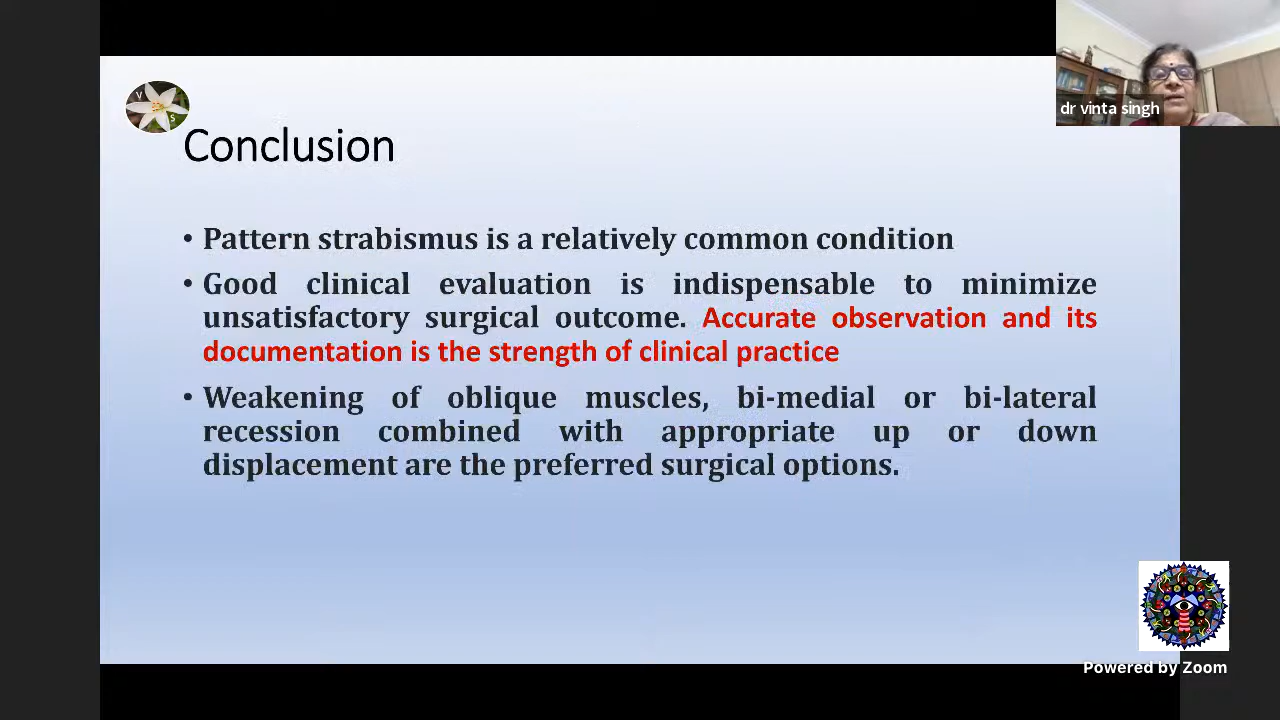 dr vinta singh
V
S
Conclusion
• Pattern strabismus is a relatively common condition
• Good clinical evaluation is indispensable to minimize
unsatisfactory surgical outcome. Accurate observation and its
documentation is the strength of clinical practice
• Weakening of oblique muscles, bi-medial or bi-lateral
recession combined with appropriate up or down
displacement are the preferred surgical options.
Powered by Zoom